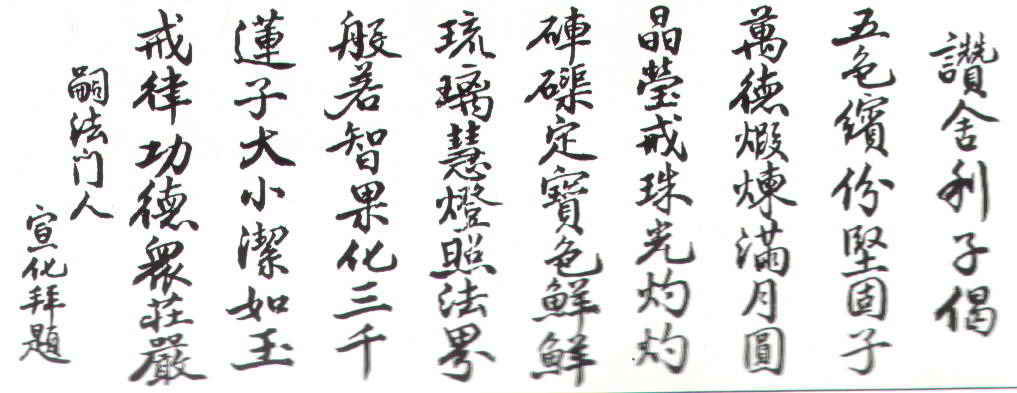 讚舍利子偈
五色繽份堅固子
萬德煅煉滿月圓
晶瑩戒珠光灼灼
硨磲定寶色鮮鮮
琉璃慧燈照法界
般若智果化三千
蓮子大小潔如玉
戒律功德眾莊嚴
嗣法门人
宣化拜題